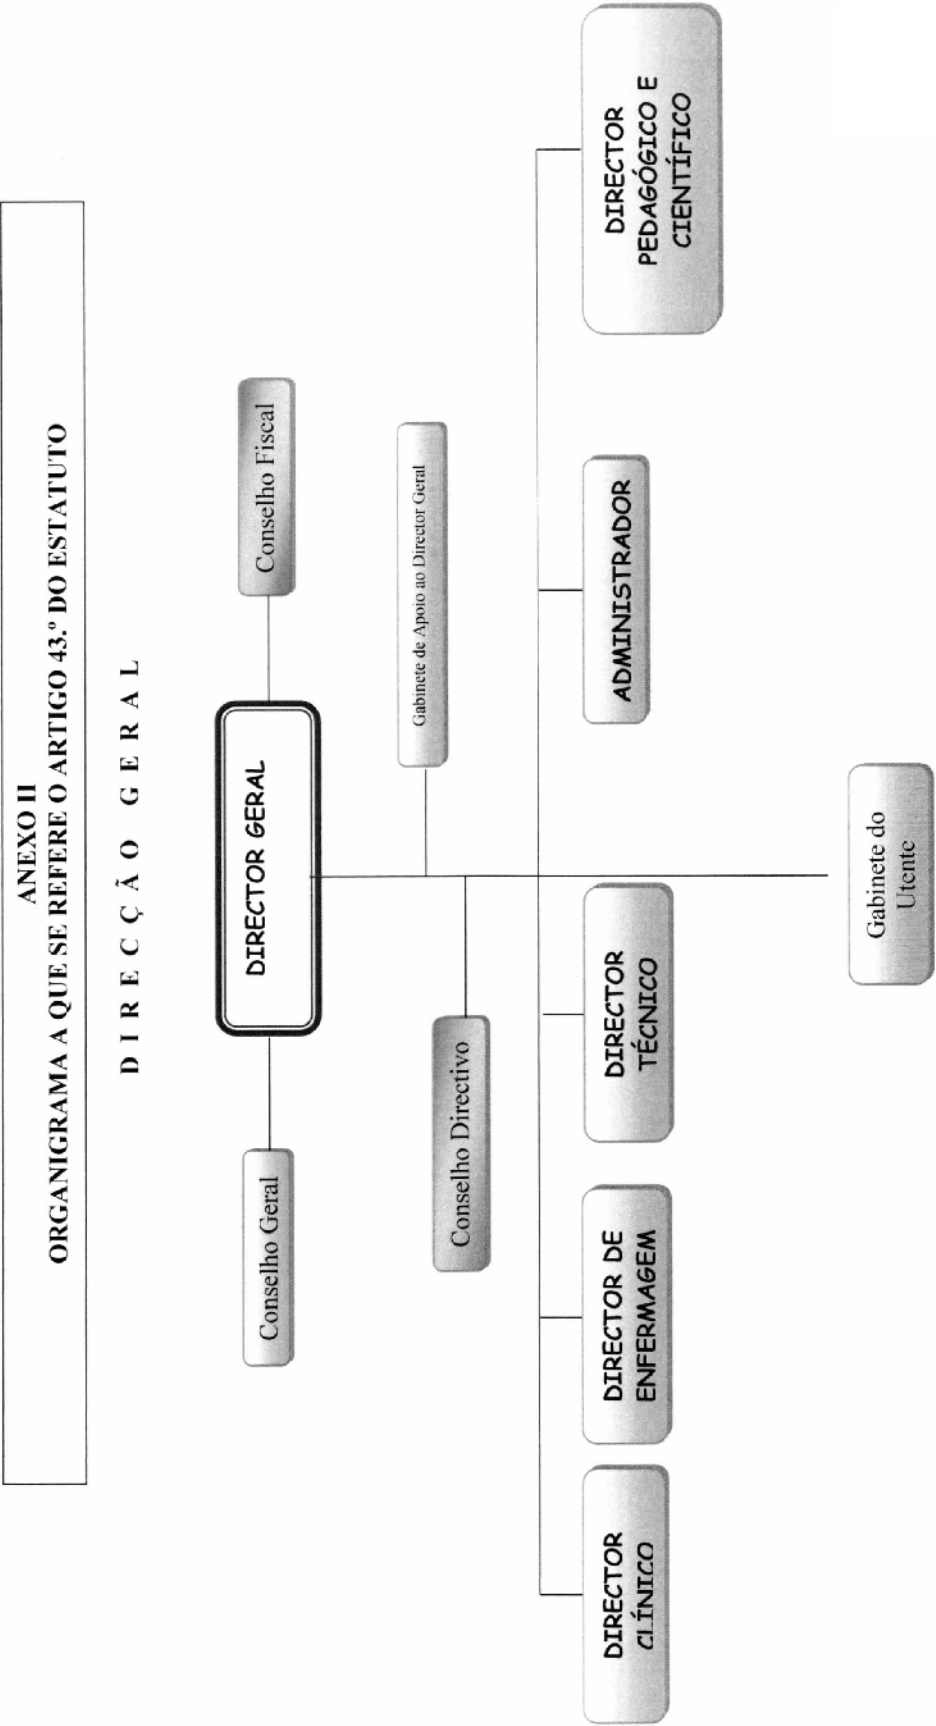 ANEXO II
ORGANIGRAMA A QUE SE REFERE O ARTIGO 43.º DO ESTATUTO
DIRECÇÃO GERAL
Conselho Geral
DIRECTOR GERAL
Conselho Fiscal
Gabinete de Apoio ao Director Geral
Conselho Directivo
DIRECTOR
CLÍNICO
DIRECTOR DE
ENFERMAGEM
DIRECTOR
TÉCNICO
ADMINISTRADOR
DIRECTOR
PEDAGÓGICO E
CIENTÍFICO
Gabinete do
Utente